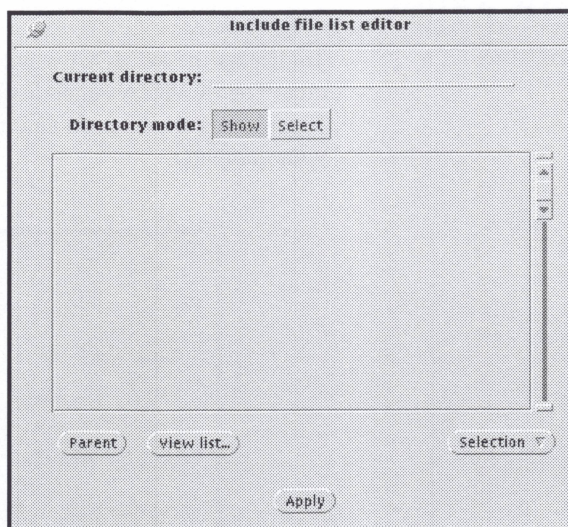 Include file list editor
Current directory:
Directory mode: Show Select
Parent View list... Selection
Apply